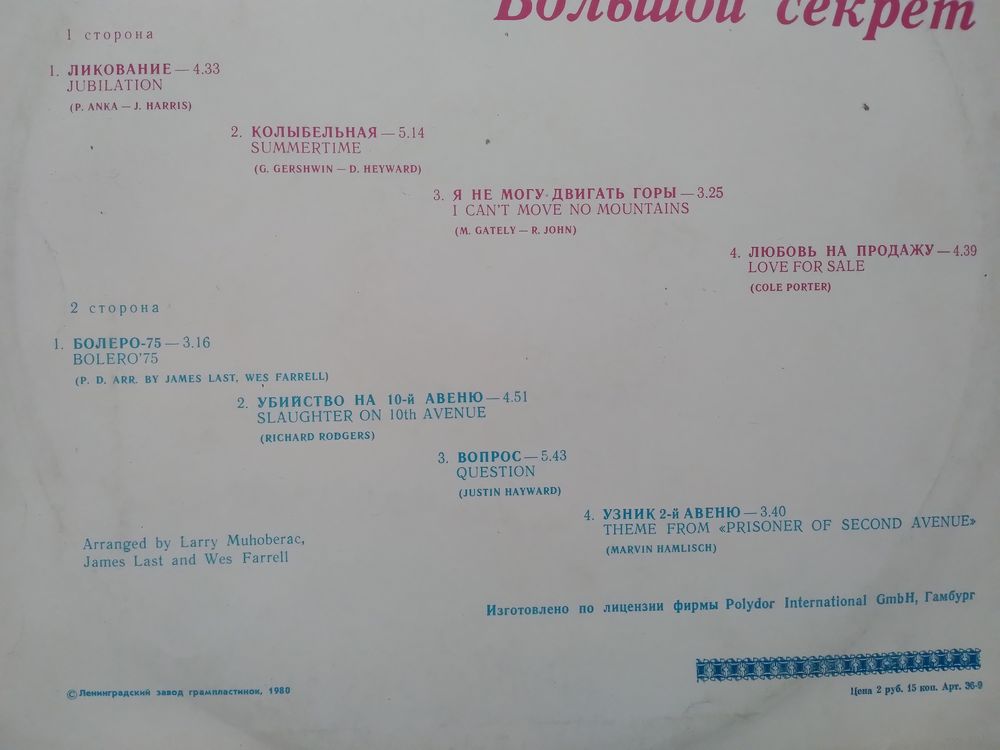 Большой секрет
1 сторона
1. ЛИКОВАНИЕ — 4.33
JUBILATION
(P. ANKA — J. HARRIS)
2. КОЛЫБЕЛЬНАЯ — 5.14
SUMMERTIME
(G. GERSHWIN — D. HEYWARD)
3. Я НЕ МОГУ ДВИГАТЬ ГОРЫ — 3.25
I CAN'T MOVE NO MOUNTAINS
(M. GATELY — R. JOHN)
4. ЛЮБОВЬ НА ПРОДАЖУ — 4.39
LOVE FOR SALE
(COLE PORTER)
2 сторона
1. БОЛЕРО-75 — 3.16
BOLERO'75
(P. D. ARR. BY JAMES LAST, WES FARRELL)
2. УБИЙСТВО НА 10-й АВЕНЮ — 4.51
SLAUGHTER ON 10th AVENUE
(RICHARD RODGERS)
3. ВОПРОС — 5.43
QUESTION
(JUSTIN HAYWARD)
4. УЗНИК 2-й АВЕНЮ — 3.40
THEME FROM «PRISONER OF SECOND AVENUE»
(MARVIN HAMLISCH)
Arranged by Larry Muhoberac,
James Last and Wes Farrell
Изготовлено по лицензии фирмы Polydor International GmbH, Гамбург
© Ленинградский завод грампластинок, 1980
Цена 2 руб. 15 коп. Арт. 36-9